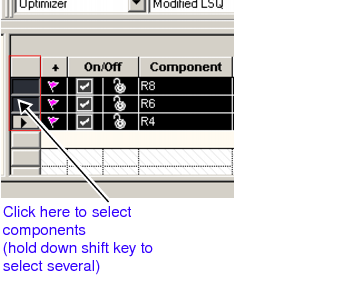 Optimizer Modified LSQ
On/Off Component
R8
R6
R4
Click here to select
components
(hold down shift key to
select several)